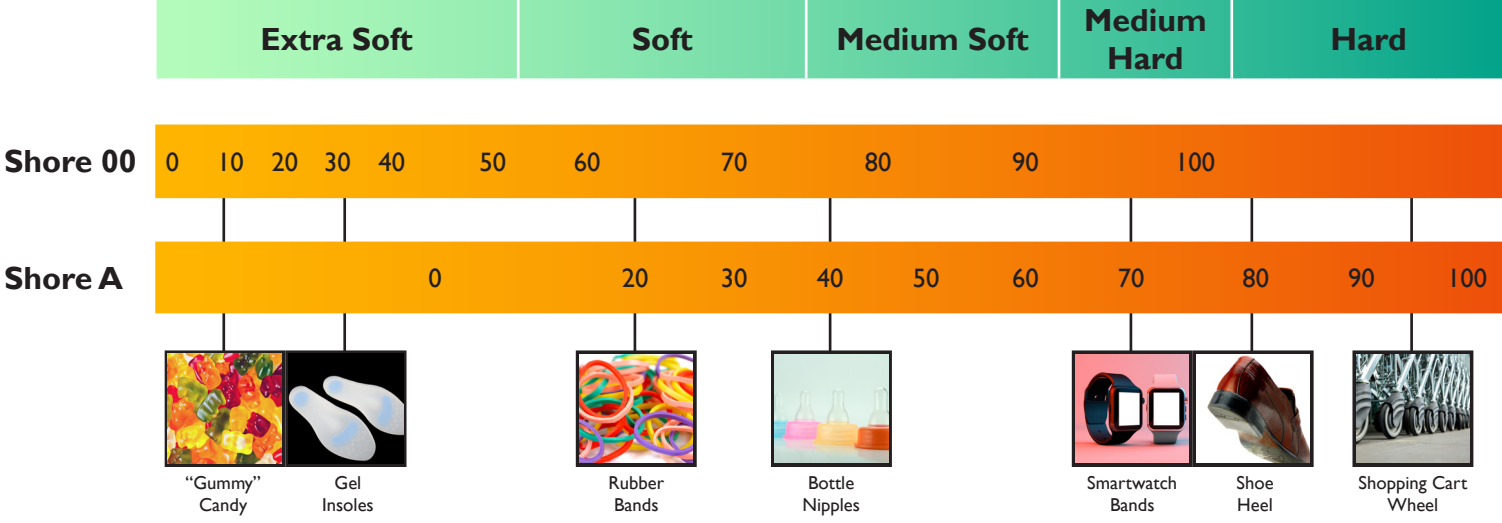 Extra Soft
Soft
Medium Soft
Medium
Hard
Hard
Shore 00 0 10 20 30 40 50 60 70 80 90 100
Shore A 0 20 30 40 50 60 70 80 90 100
“Gummy”
Candy
Gel
Insoles
Rubber
Bands
Bottle
Nipples
Smartwatch
Bands
Shoe
Heel
Shopping Cart
Wheel